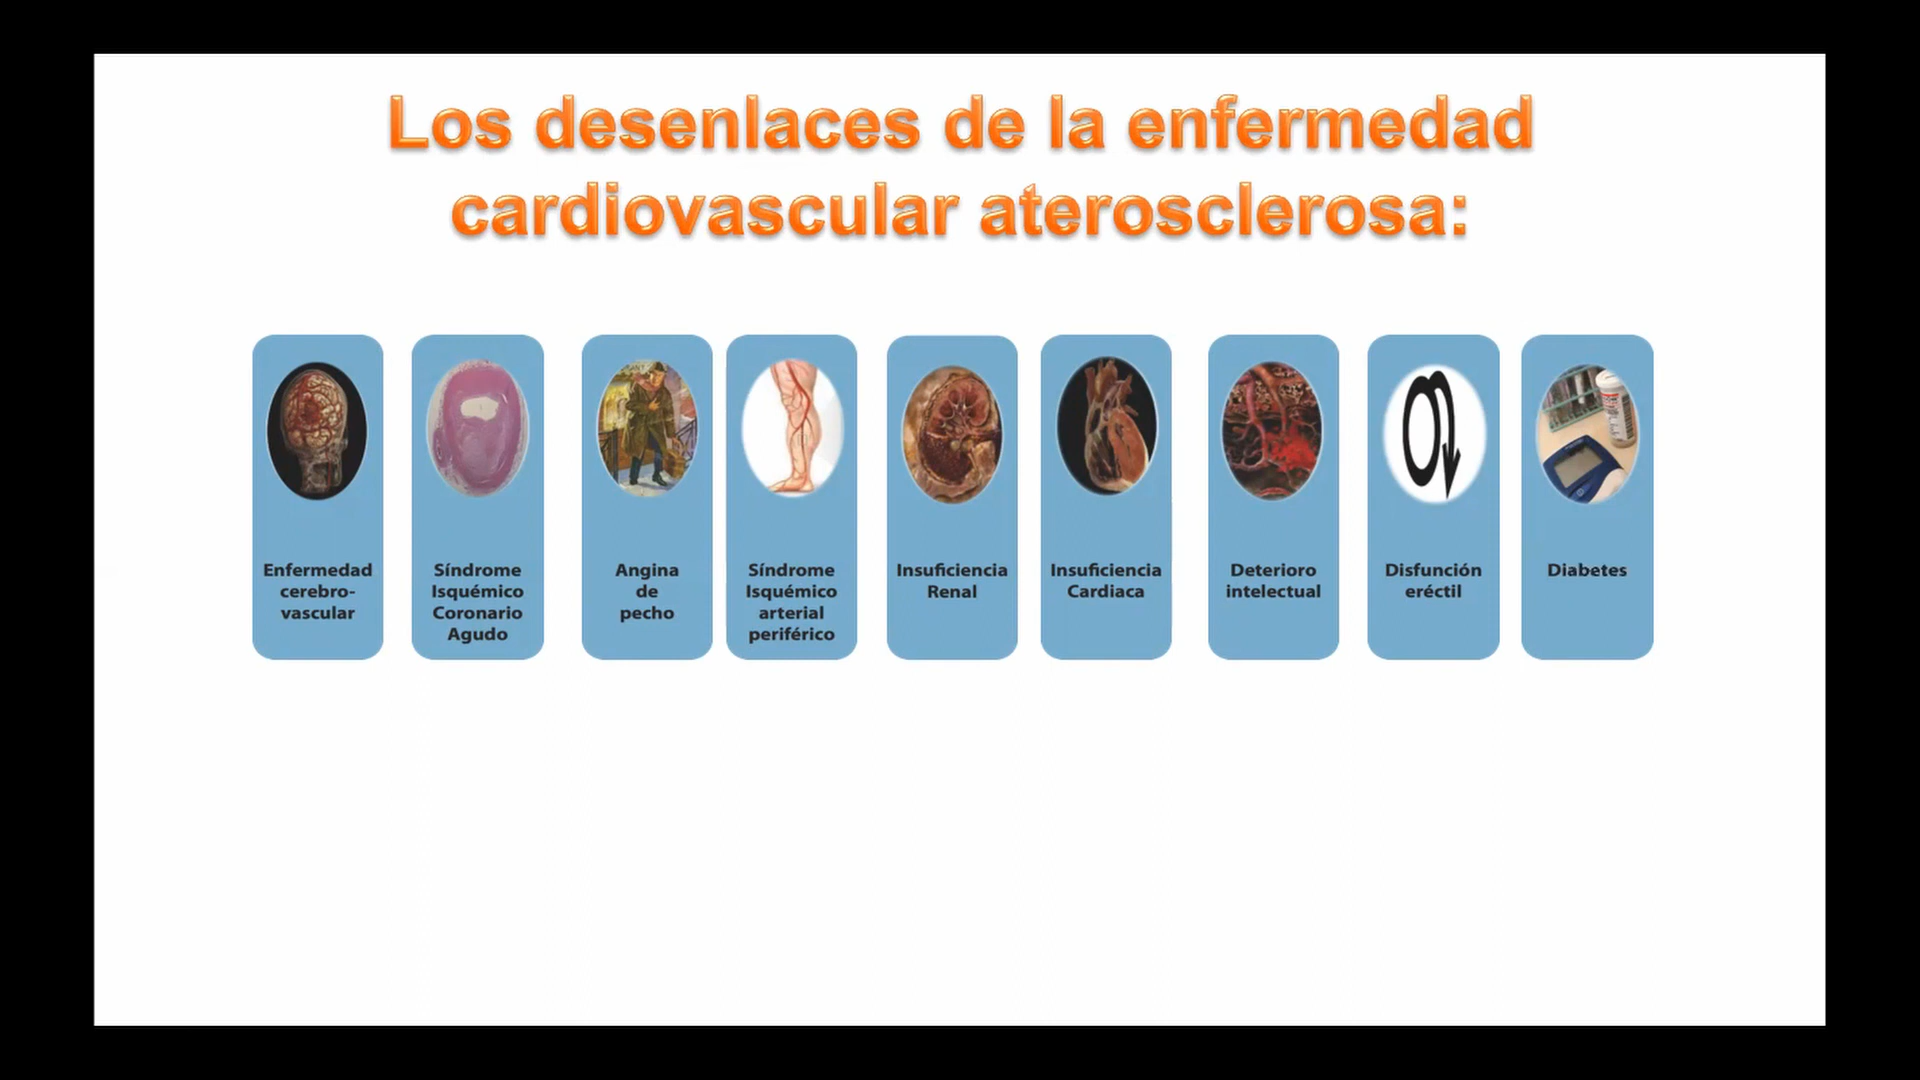 Los desenlaces de la enfermedad
cardiovascular aterosclerosa:
Enfermedad
cerebro-
vascular
Síndrome
Isquémico
Coronario
Agudo
Angina
de
pecho
Síndrome
Isquémico
arterial
periférico
Insuficiencia
Renal
Insuficiencia
Cardiaca
Deterioro
intelectual
Disfunción
eréctil
Diabetes